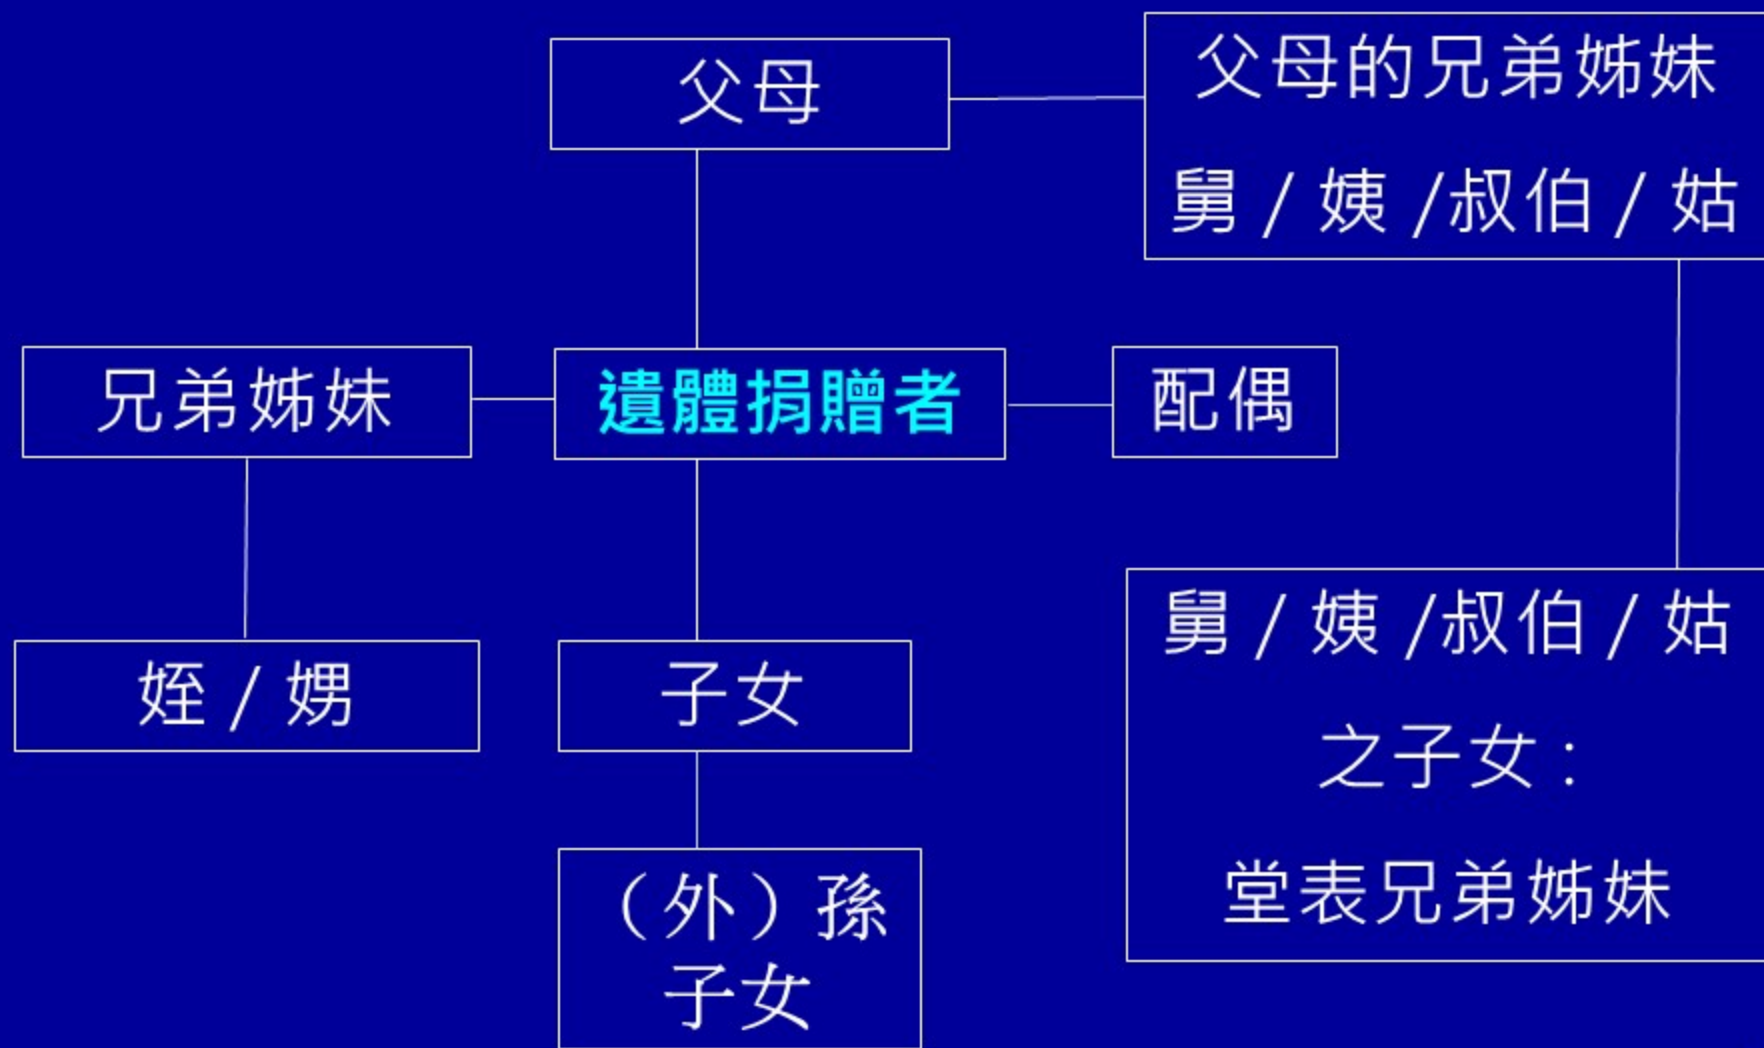 父母
父母的兄弟姊妹
舅 / 姨 /叔伯 / 姑
兄弟姊妹
遺體捐贈者
配偶
姪 / 甥
子女
舅 / 姨 /叔伯 / 姑
之子女 :
堂表兄弟姊妹
（外）孫
子女